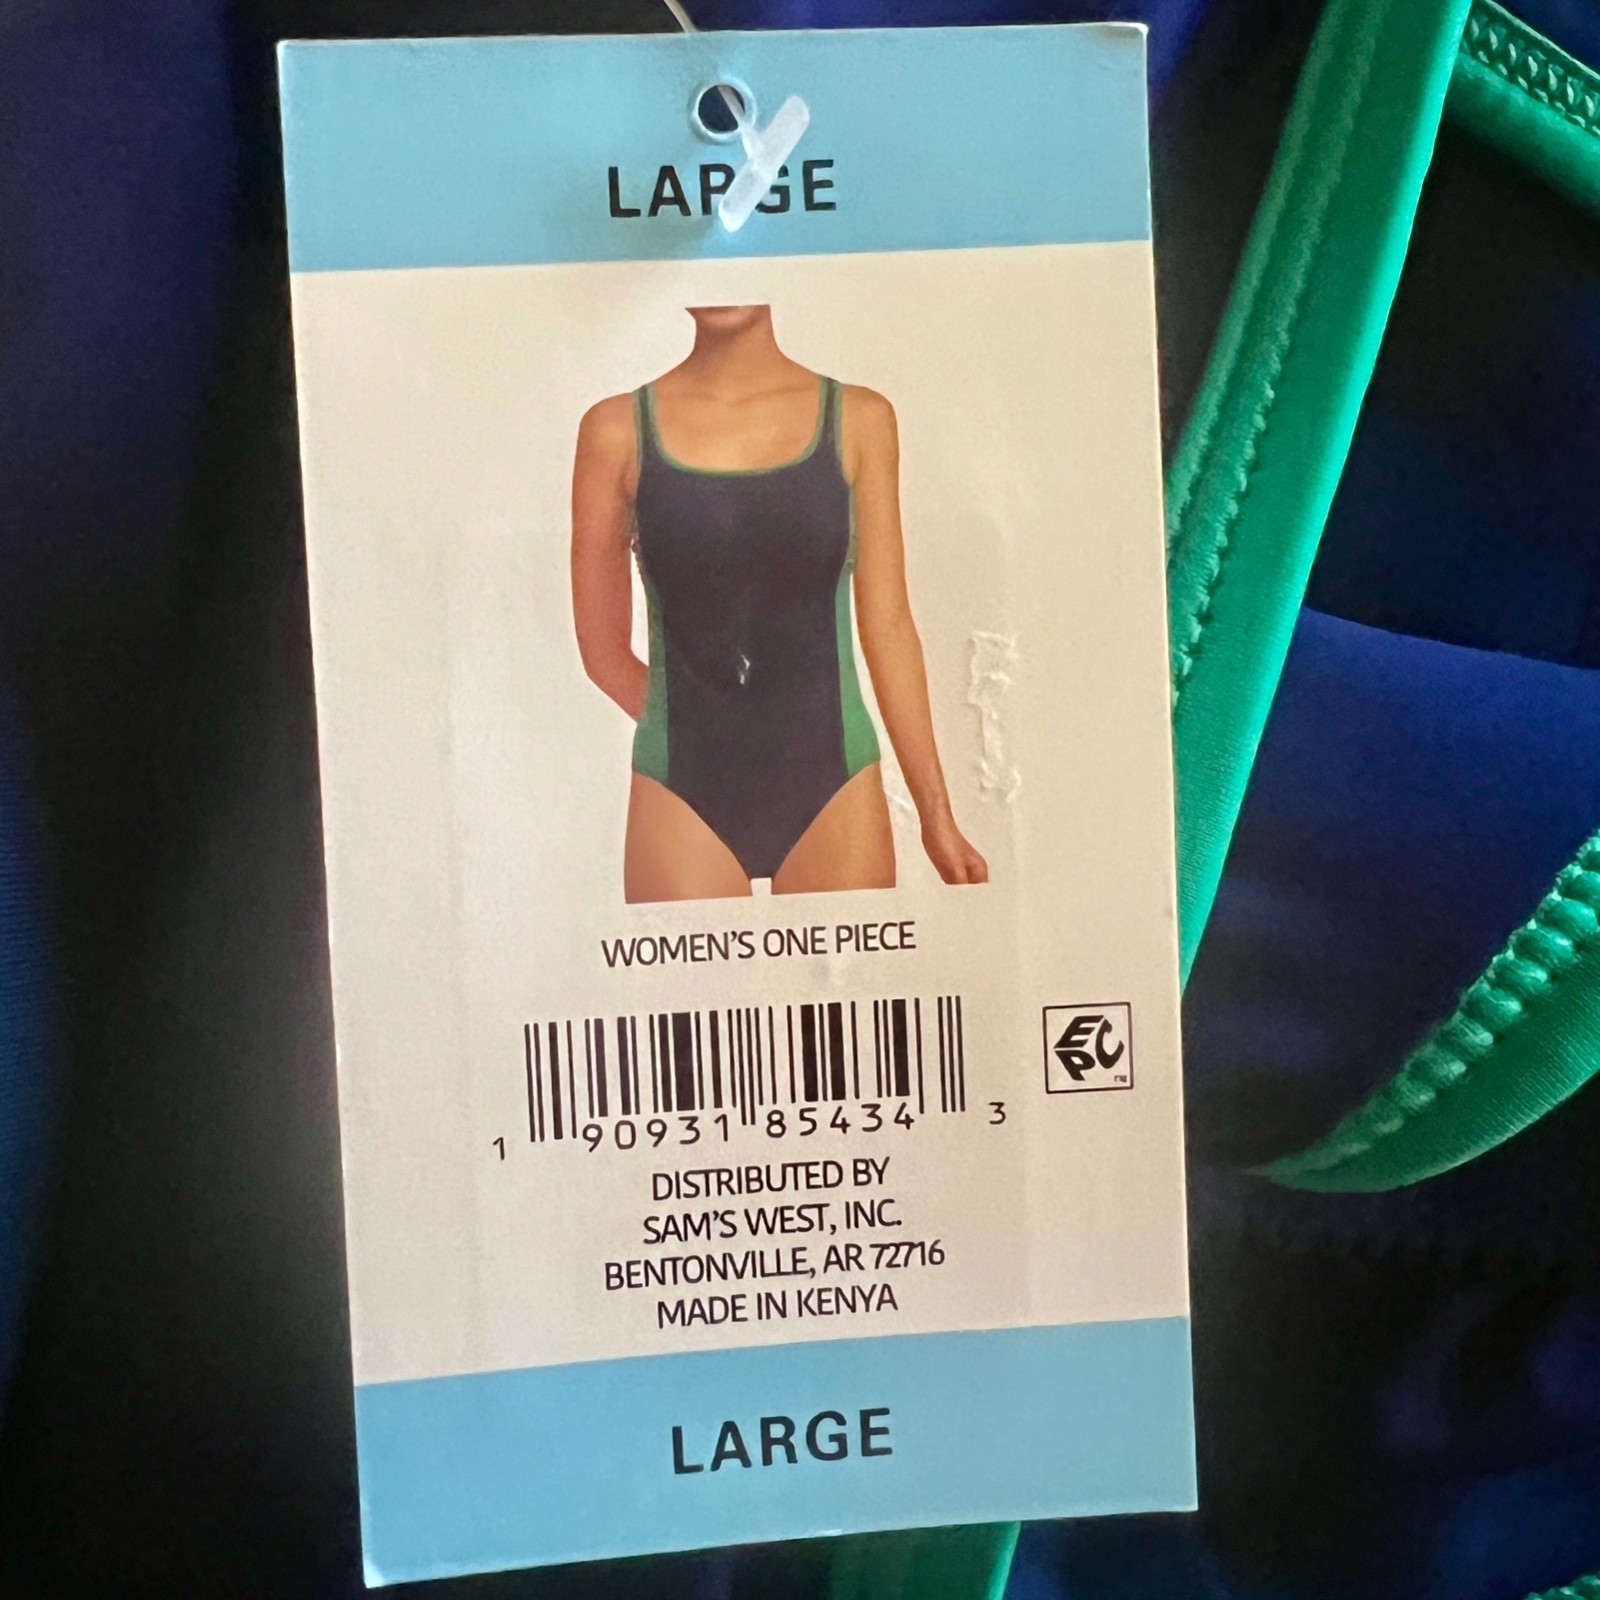 LARGE
WOMEN'S ONE PIECE
1 90931 85434 3
EPC
TM
DISTRIBUTED BY
SAM'S WEST, INC.
BENTONVILLE, AR 72716
MADE IN KENYA
LARGE